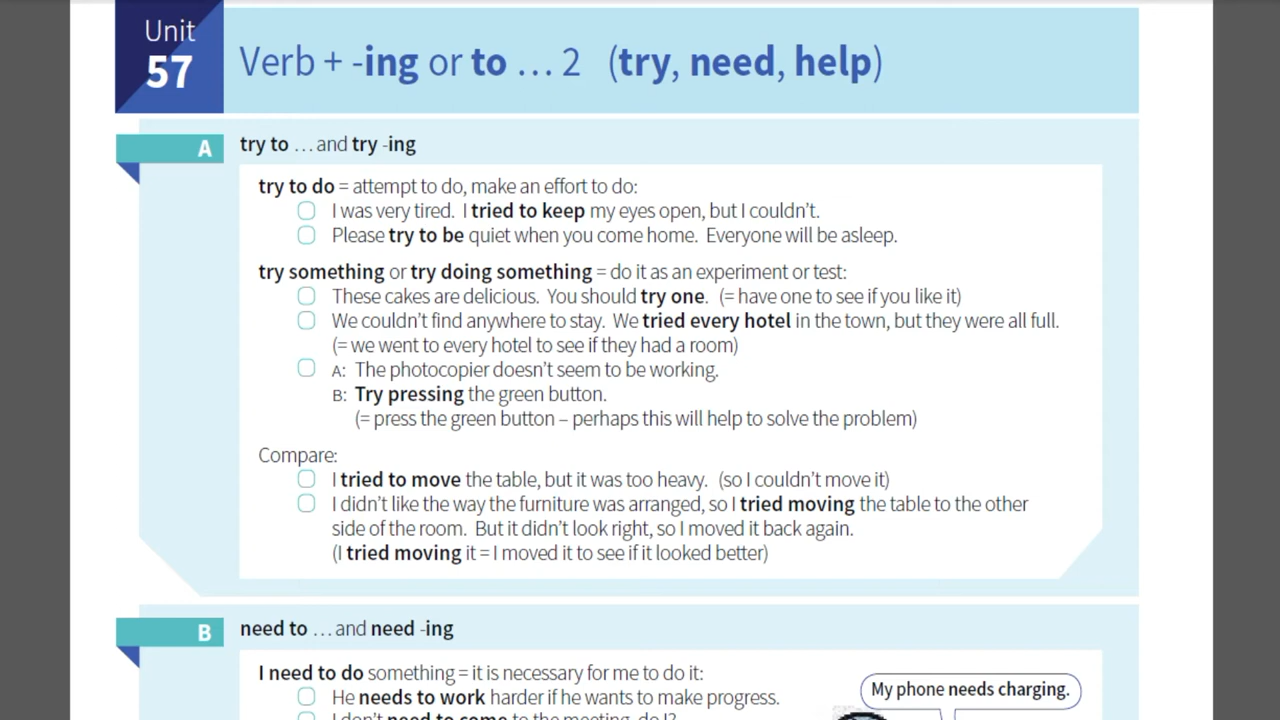 Unit
57
Verb + -ing or to … 2 (try, need, help)
A
try to … and try -ing
try to do = attempt to do, make an effort to do:
I was very tired. I tried to keep my eyes open, but I couldn't.
Please try to be quiet when you come home. Everyone will be asleep.
try something or try doing something = do it as an experiment or test:
These cakes are delicious. You should try one. (= have one to see if you like it)
We couldn't find anywhere to stay. We tried every hotel in the town, but they were all full.
(= we went to every hotel to see if they had a room)
A: The photocopier doesn't seem to be working.
B: Try pressing the green button.
(= press the green button – perhaps this will help to solve the problem)
Compare:
I tried to move the table, but it was too heavy. (so I couldn't move it)
I didn't like the way the furniture was arranged, so I tried moving the table to the other
side of the room. But it didn't look right, so I moved it back again.
(I tried moving it = I moved it to see if it looked better)
B
need to … and need -ing
I need to do something = it is necessary for me to do it:
He needs to work harder if he wants to make progress.
My phone needs charging.
I don't need to come to the meeting, do I?